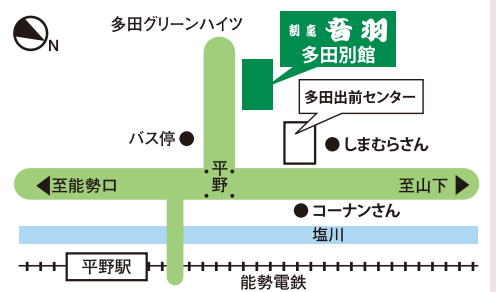 多田グリーンハイツ
割烹 音羽
多田別館
N
多田出前センター
バス停
しまむらさん
平野
至能勢口
至山下
コーナンさん
塩川
平野駅
能勢電鉄